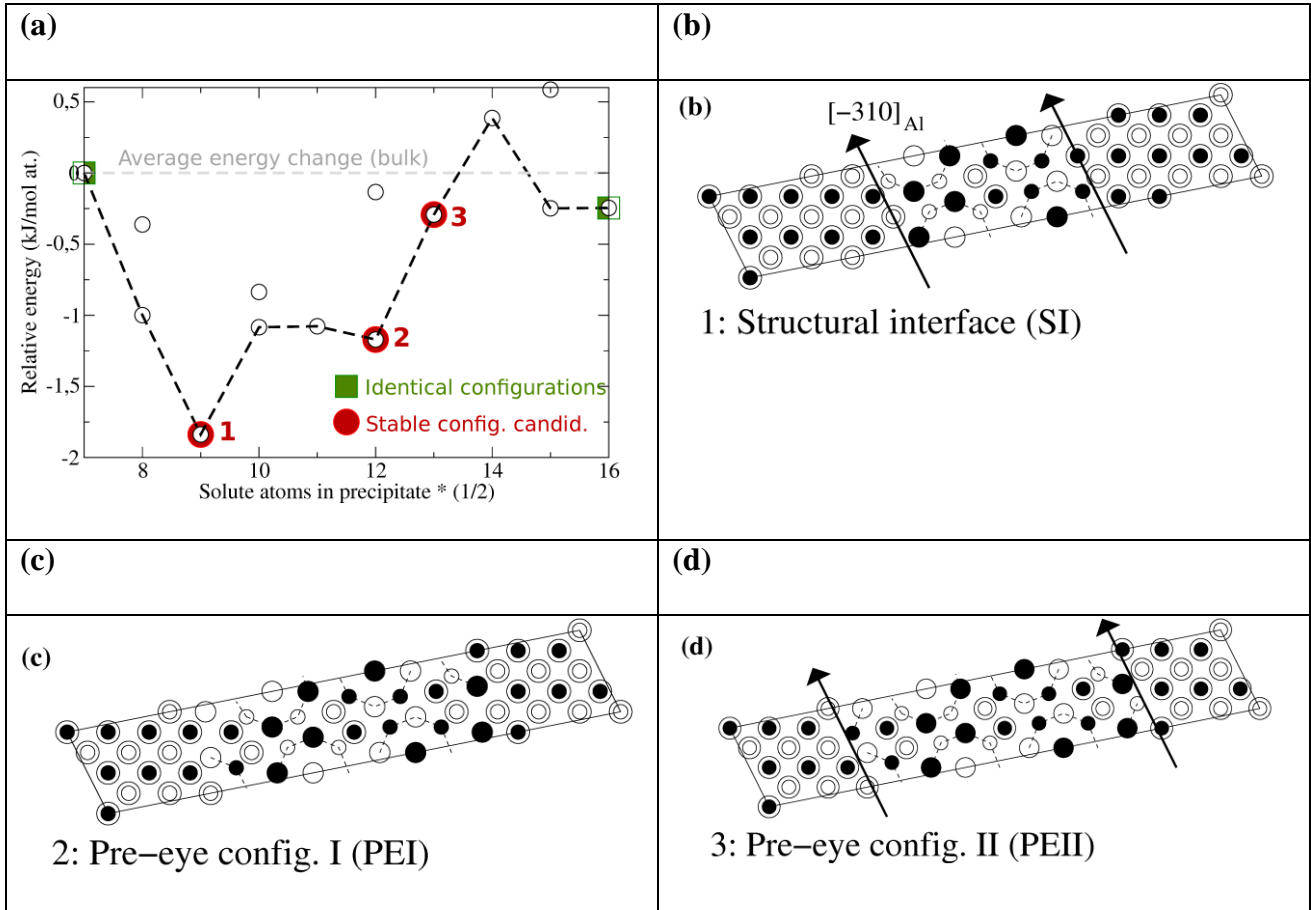 (a)
(b)
0,5
0
-0,5
-1
-1,5
-2
Relative energy (kJ/mol at.)
Average energy change (bulk)
1
2
3
Identical configurations
Stable config. candid.
8
10
12
14
16
Solute atoms in precipitate * (1/2)
(b)
[-310]Al
1: Structural interface (SI)
(c)
(d)
(c)
2: Pre-eye config. I (PEI)
(d)
3: Pre-eye config. II (PEII)